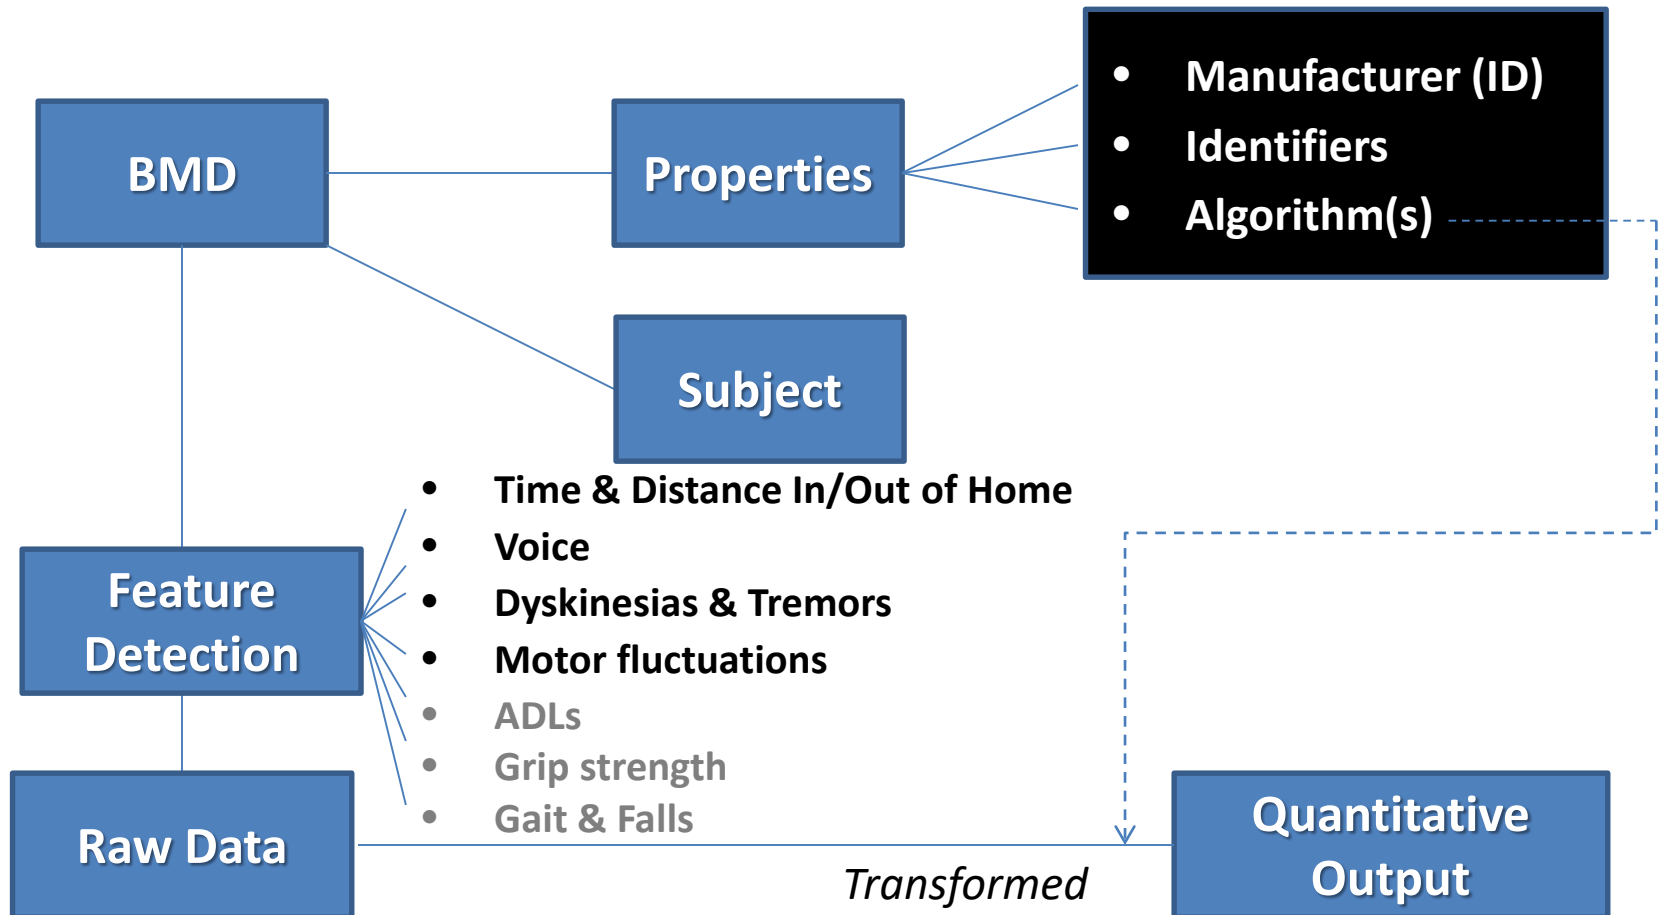 BMD
Properties
• Manufacturer (ID)
• Identifiers
• Algorithm(s)
Subject
Feature
Detection
• Time & Distance In/Out of Home
• Voice
• Dyskinesias & Tremors
• Motor fluctuations
• ADLs
• Grip strength
• Gait & Falls
Raw Data
Transformed
Quantitative
Output